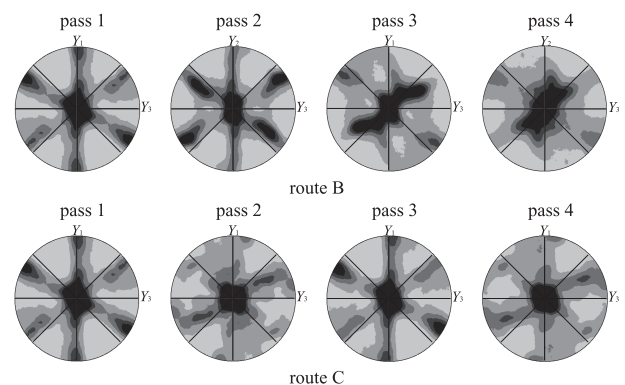 pass 1 pass 2 pass 3 pass 4
Y1 Y2 Y1 Y2
Y3 Y3 Y3 Y3
route B
pass 1 pass 2 pass 3 pass 4
Y1 Y1 Y1 Y1
Y3 Y3 Y3 Y3
route C